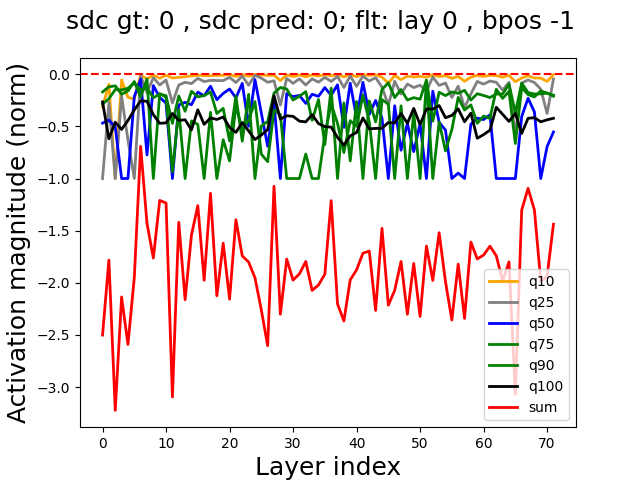 sdc gt: 0 , sdc pred: 0; flt: lay 0 , bpos -1
Activation magnitude (norm)
0.0
−0.5
−1.0
−1.5
−2.0
−2.5
−3.0
0 10 20 30 40 50 60 70
Layer index
q10
q25
q50
q75
q90
q100
sum